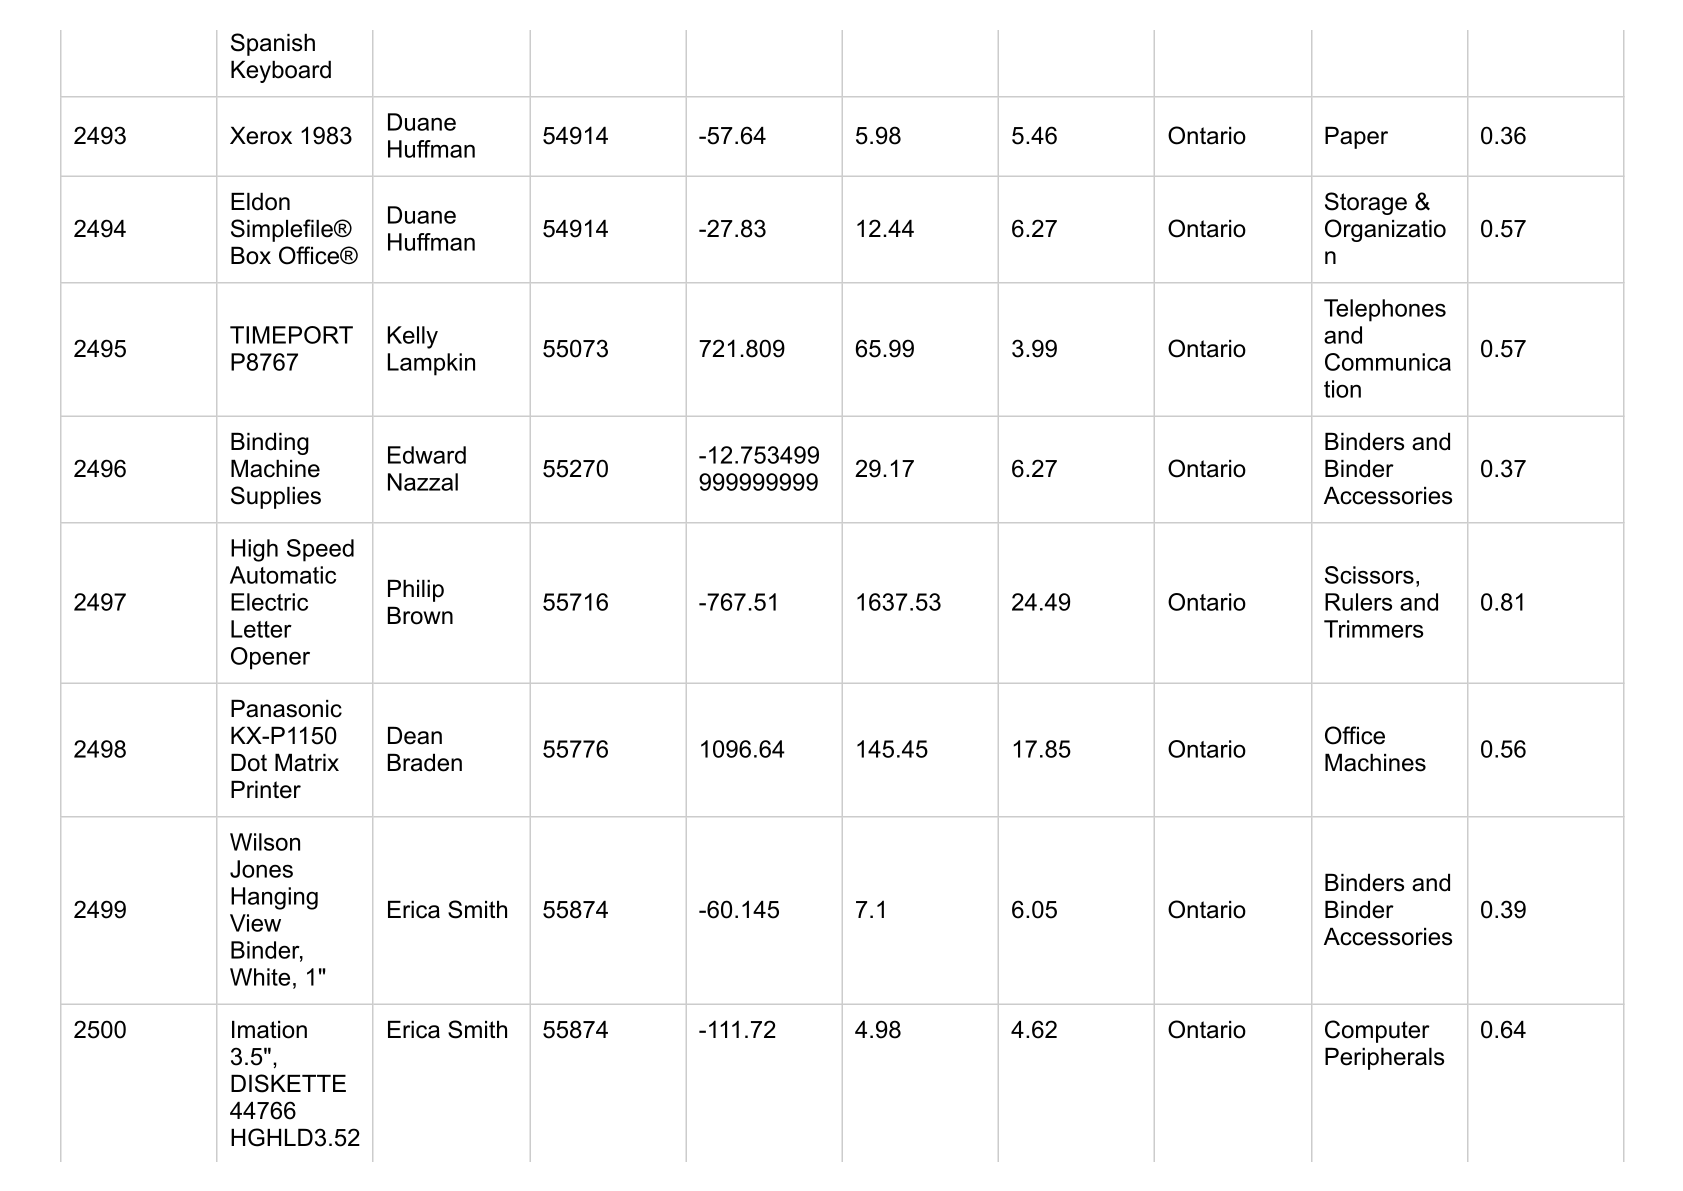 Spanish
Keyboard
2493
Xerox 1983
Duane
Huffman
54914
-57.64
5.98
5.46
Ontario
Paper
0.36
2494
Eldon
Simplefile®
Box Office®
Duane
Huffman
54914
-27.83
12.44
6.27
Ontario
Storage &
Organizatio
n
0.57
2495
TIMEPORT
P8767
Kelly
Lampkin
55073
721.809
65.99
3.99
Ontario
Telephones
and
Communica
tion
0.57
2496
Binding
Machine
Supplies
Edward
Nazzal
55270
-12.753499
999999999
29.17
6.27
Ontario
Binders and
Binder
Accessories
0.37
2497
High Speed
Automatic
Electric
Letter
Opener
Philip
Brown
55716
-767.51
1637.53
24.49
Ontario
Scissors,
Rulers and
Trimmers
0.81
2498
Panasonic
KX-P1150
Dot Matrix
Printer
Dean
Braden
55776
1096.64
145.45
17.85
Ontario
Office
Machines
0.56
2499
Wilson
Jones
Hanging
View
Binder,
White, 1"
Erica Smith
55874
-60.145
7.1
6.05
Ontario
Binders and
Binder
Accessories
0.39
2500
Imation
3.5",
DISKETTE
44766
HGHLD3.52
Erica Smith
55874
-111.72
4.98
4.62
Ontario
Computer
Peripherals
0.64